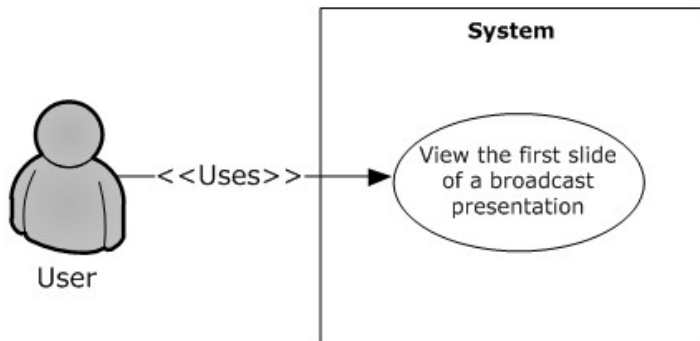 System
<<Uses>>
View the first slide
of a broadcast
presentation
User